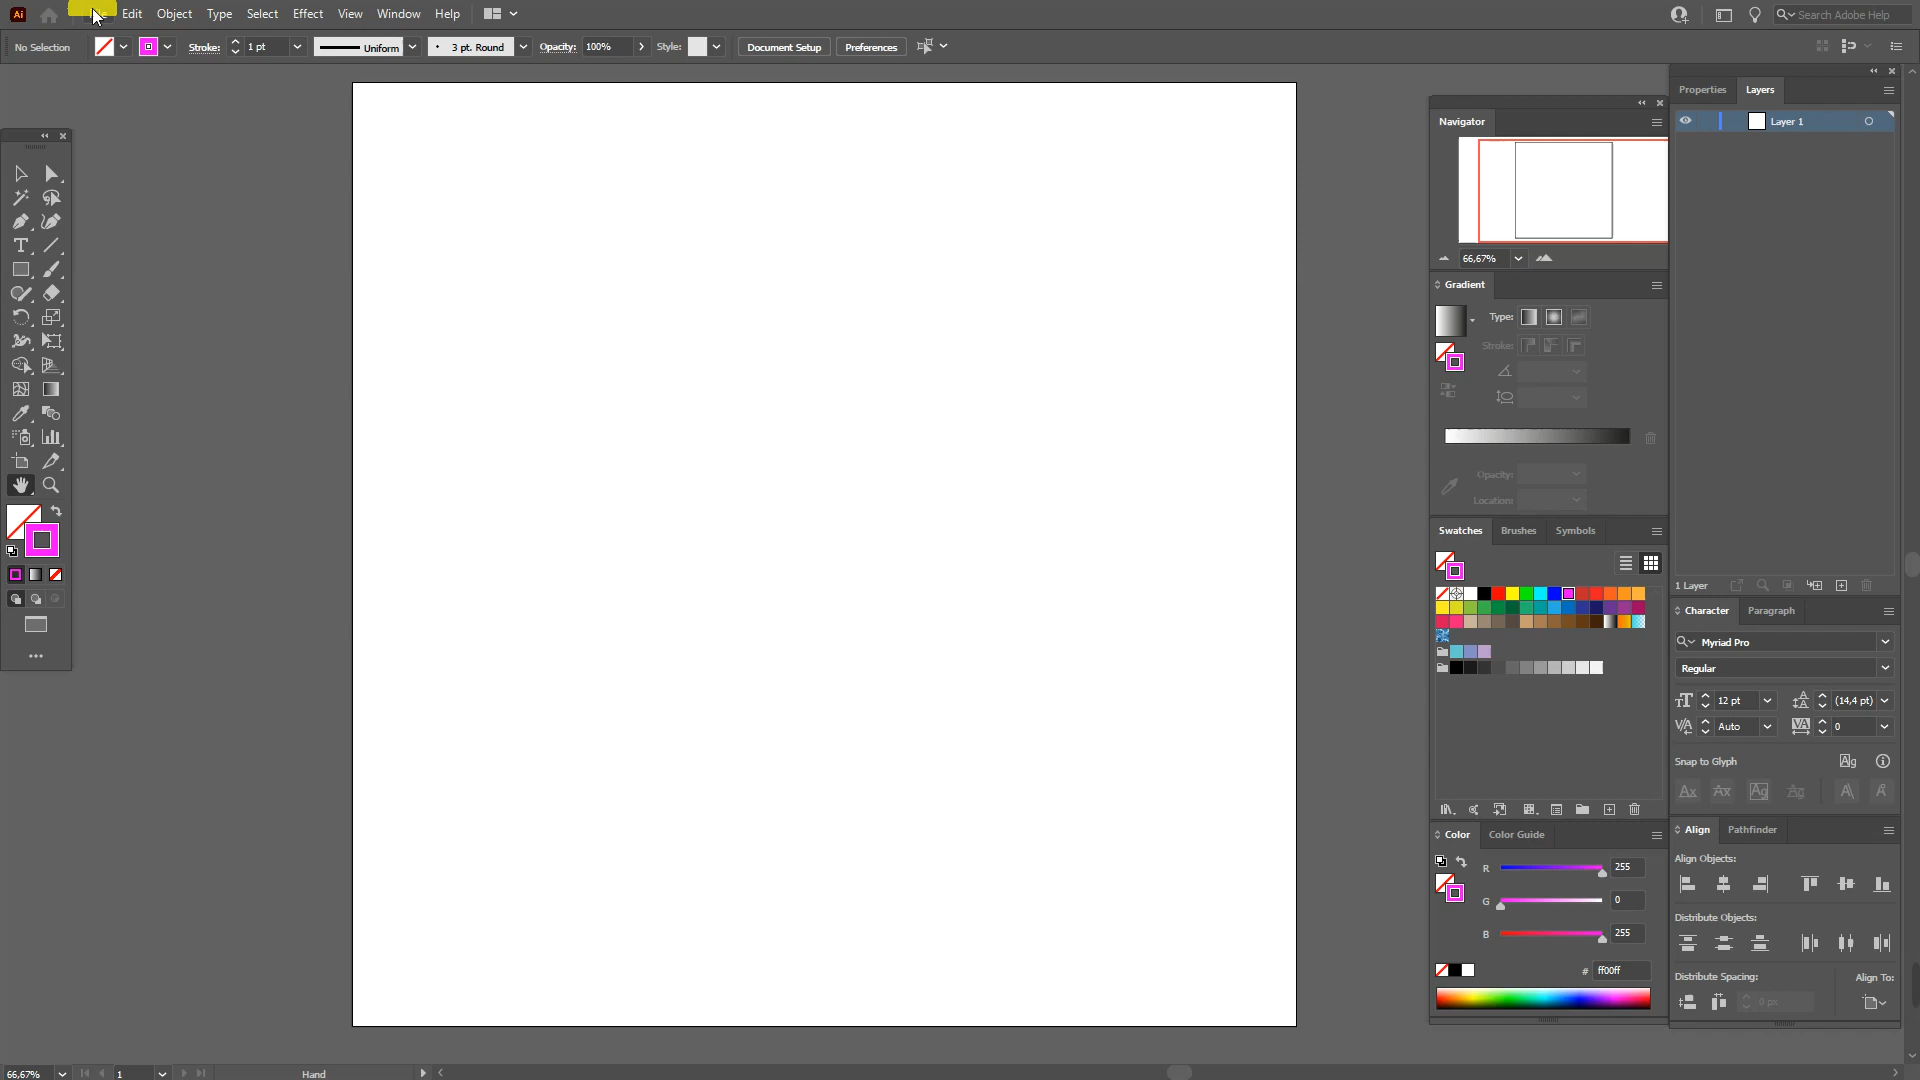 Ai Edit Object Type Select Effect View Window Help Search Adobe Help
No Selection Stroke: 1 pt Uniform 3 pt. Round Opacity: 100% Style: Document Setup Preferences
Properties Layers
Layer 1
Navigator
66,67%
Gradient
Type:
Stroke:
Opacity:
Location:
Swatches Brushes Symbols
1 Layer
Character Paragraph
Myriad Pro
Regular
12 pt (14,4 pt)
Auto 0
Snap to Glyph
Color Color Guide
R 255
G 0
B 255
# ff00ff
Align Pathfinder
Align Objects:
Distribute Objects:
Distribute Spacing: Align To:
0 px
66,67% 1 Hand